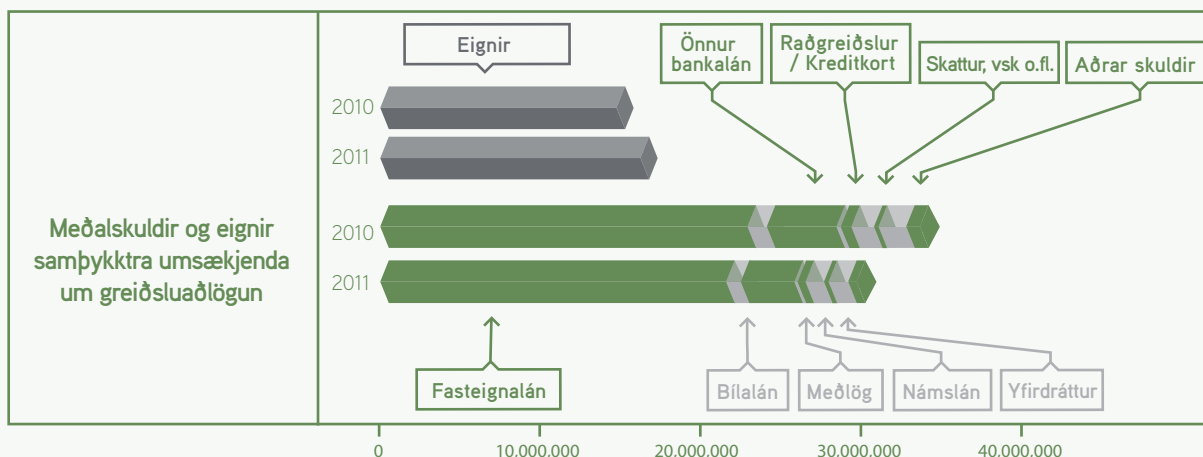 Meðalskuldir og eignir
samþykktra umsækjenda
um greiðsluaðlögun
Eignir
Önnur
bankalán
Raðgreiðslur
/ Kreditkort
Skattur, vsk o.fl.
Aðrar skuldir
2010
2011
2010
2011
Fasteignalán
Bílalán
Meðlög
Námslán
Yfirdráttur
0
10,000,000
20,000,000
30,000,000
40,000,000